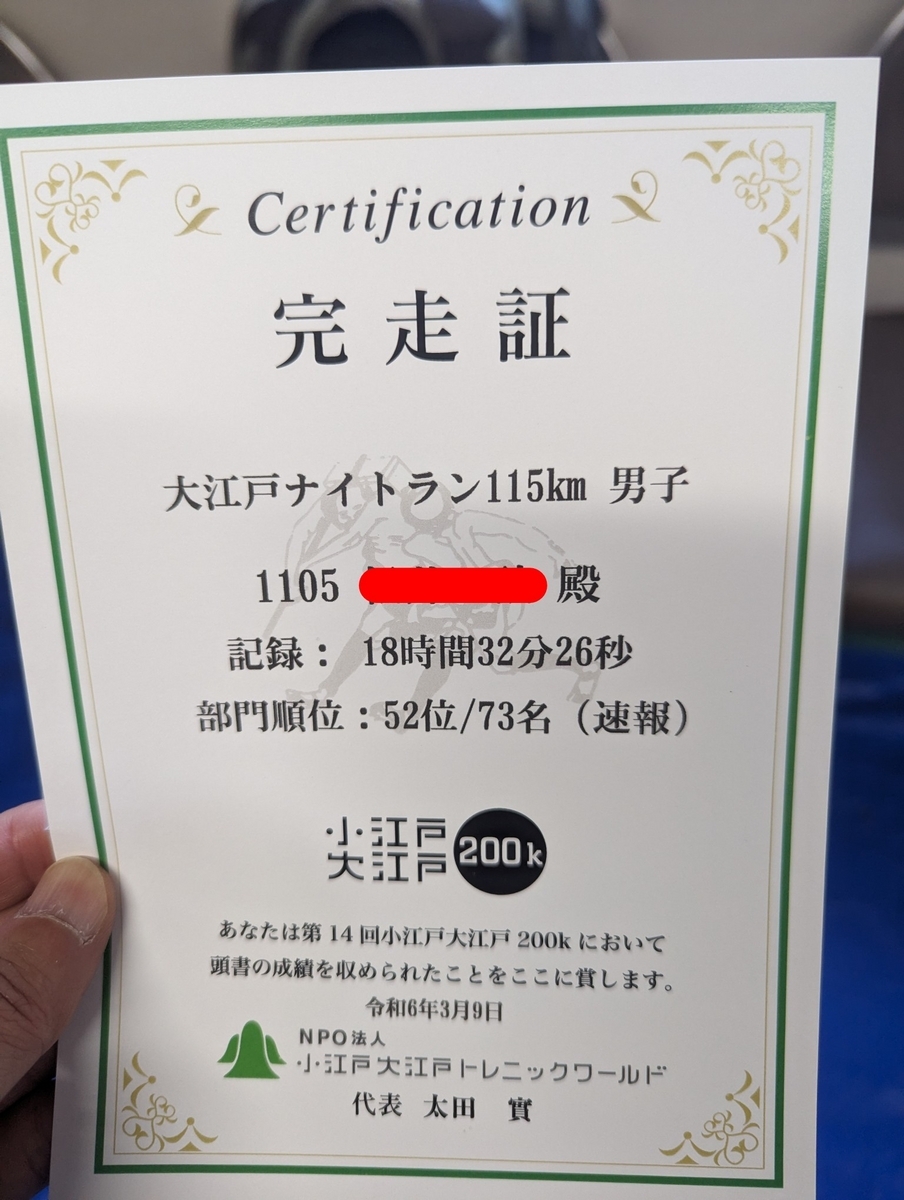 Certification
完走証
大江戸ナイトラン115km 男子
1105 殿
記録： 18時間32分26秒
部門順位：52位/73名（速報）
小江戸
大江戸
200k
あなたは第14回小江戸大江戸200kにおいて
頭書の成績を収められたことをここに賞します。
令和6年3月9日
NPO法人
小江戸大江戸トレニックワールド
代表 太田 實